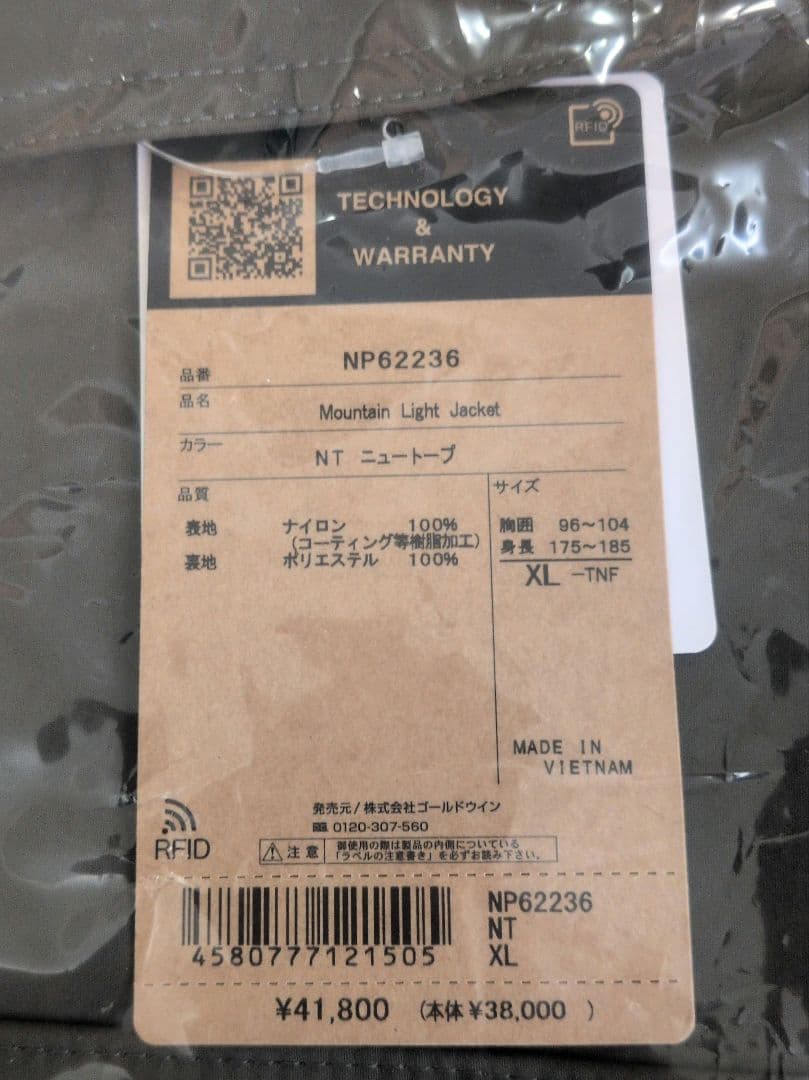 RFID
TECHNOLOGY
&
WARRANTY
品番 NP62236
品名 Mountain Light Jacket
カラー NT ニュートープ
品質
表地 ナイロン 100%
(コーティング等樹脂加工)
裏地 ポリエステル 100%
サイズ
胸囲 96～104
身長 175～185
XL -TNF
MADE IN
VIETNAM
RFID
発売元/株式会社ゴールドウイン
0120-307-560
注意 御使用の際は製品の内側についている
「ラベルの注意書き」を必ずお読み下さい。
4580777121505
NP62236
NT
XL
¥41,800 (本体¥38,000 )